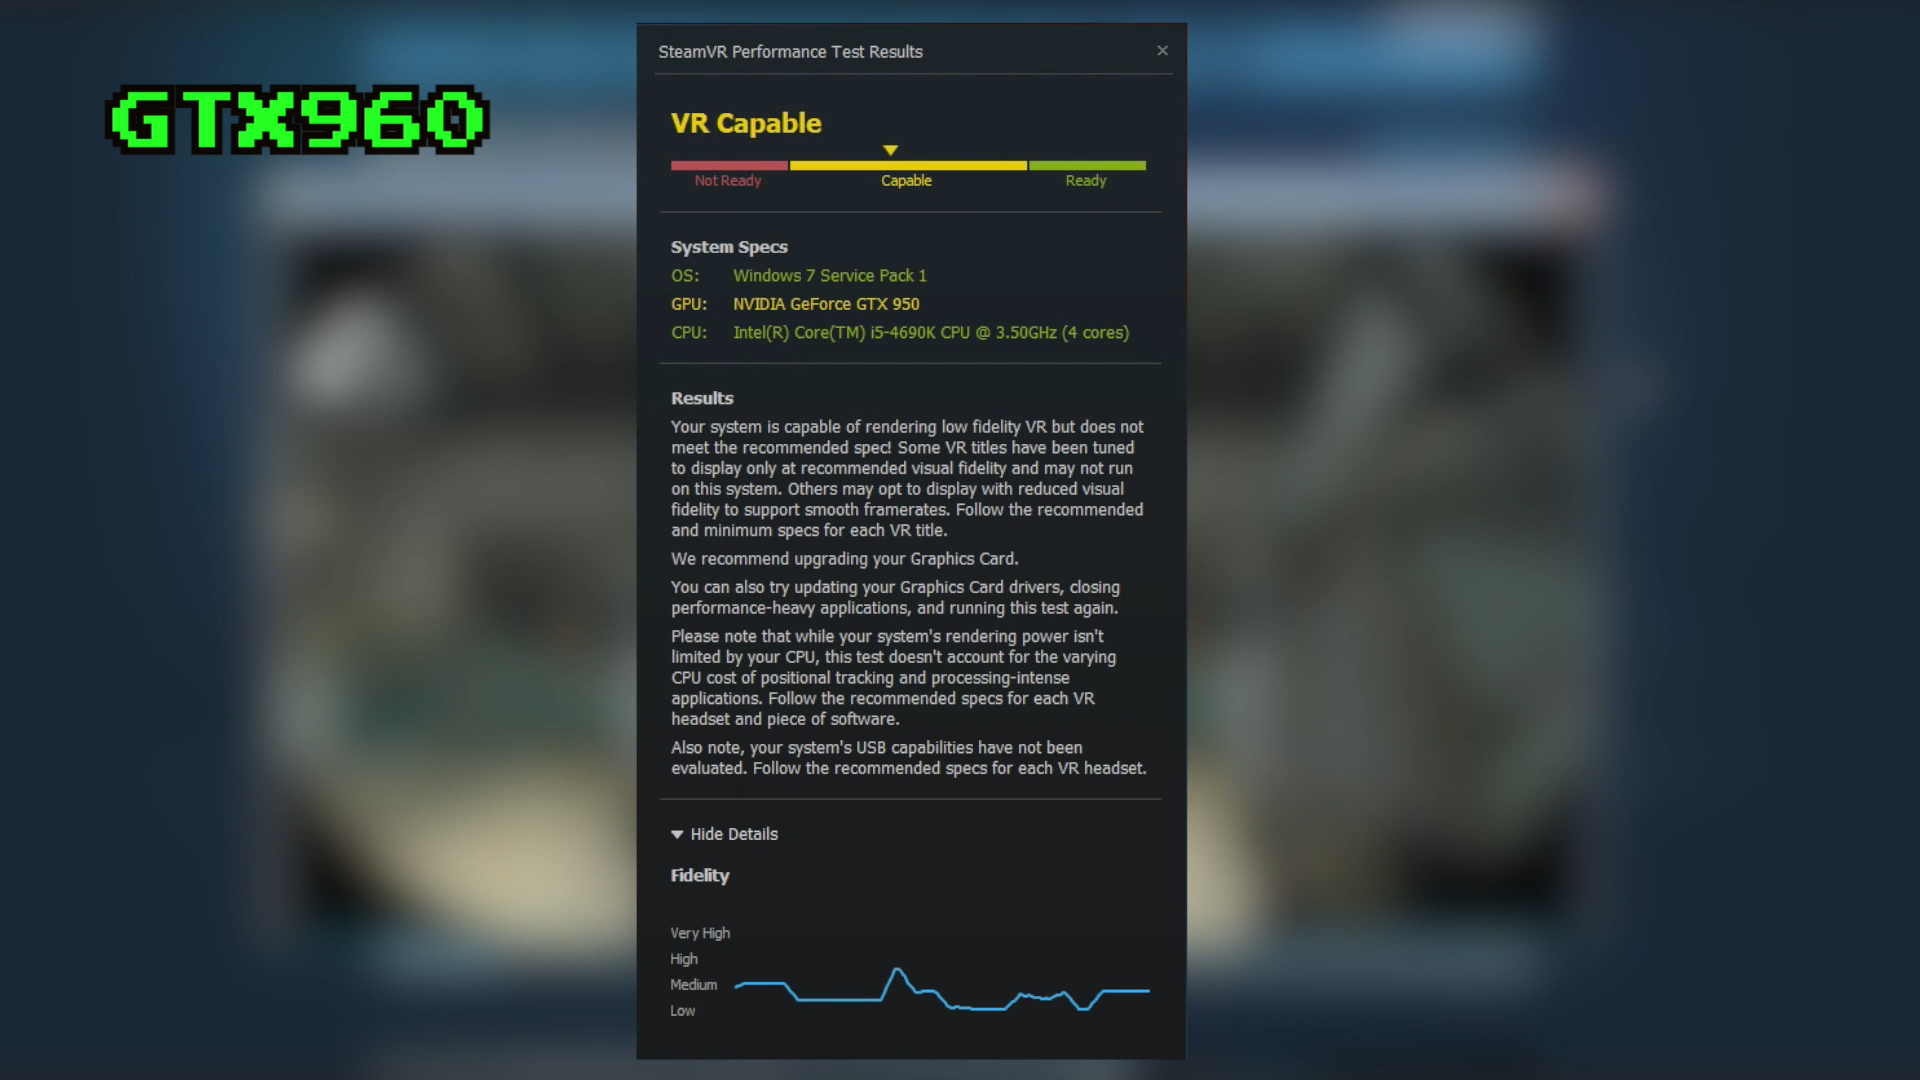 GTX960
SteamVR Performance Test Results
VR Capable
Not Ready
Capable
Ready
System Specs
OS: Windows 7 Service Pack 1
GPU: NVIDIA GeForce GTX 950
CPU: Intel(R) Core(TM) i5-4690K CPU @ 3.50GHz (4 cores)
Results
Your system is capable of rendering low fidelity VR but does not
meet the recommended spec! Some VR titles have been tuned
to display only at recommended visual fidelity and may not run
on this system. Others may opt to display with reduced visual
fidelity to support smooth framerates. Follow the recommended
and minimum specs for each VR title.
We recommend upgrading your Graphics Card.
You can also try updating your Graphics Card drivers, closing
performance-heavy applications, and running this test again.
Please note that while your system's rendering power isn't
limited by your CPU, this test doesn't account for the varying
CPU cost of positional tracking and processing-intense
applications. Follow the recommended specs for each VR
headset and piece of software.
Also note, your system's USB capabilities have not been
evaluated. Follow the recommended specs for each VR headset.
Hide Details
Fidelity
Very High
High
Medium
Low